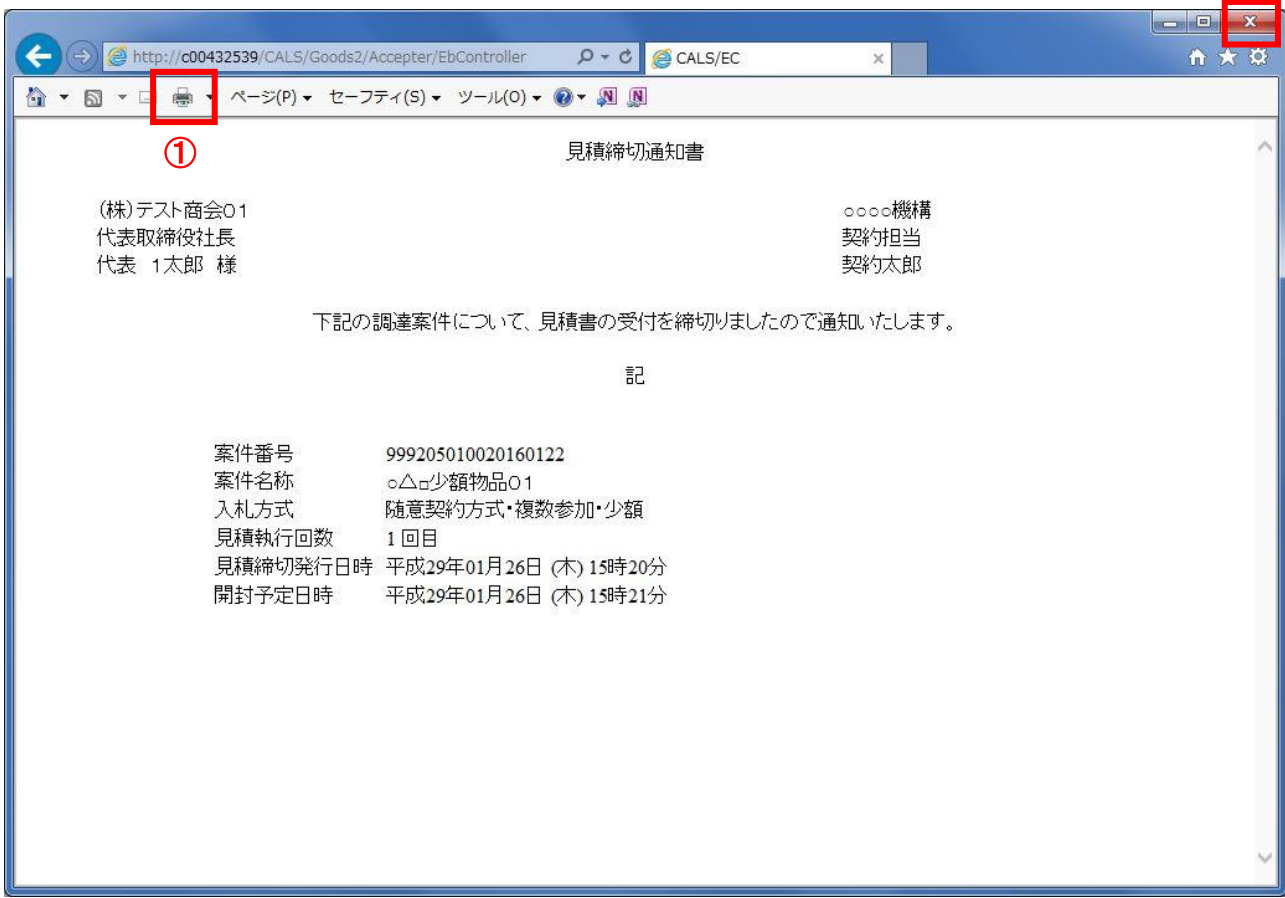 http://c00432539/CALS/Goods2/Accepter/EbController
CALS/EC
ページ(P) セーフティ(S) ツール(O)
①
見積締切通知書
(株)テスト商会01
○○○○機構
代表取締役社長
契約担当
代表 1太郎 様
契約太郎
下記の調達案件について、見積書の受付を締切りましたので通知いたします。
記
案件番号 999205010020160122
案件名称 ○△□少額物品01
入札方式 随意契約方式・複数参加・少額
見積執行回数 1 回目
見積締切発行日時 平成29年01月26日 (木) 15時20分
開封予定日時 平成29年01月26日 (木) 15時21分